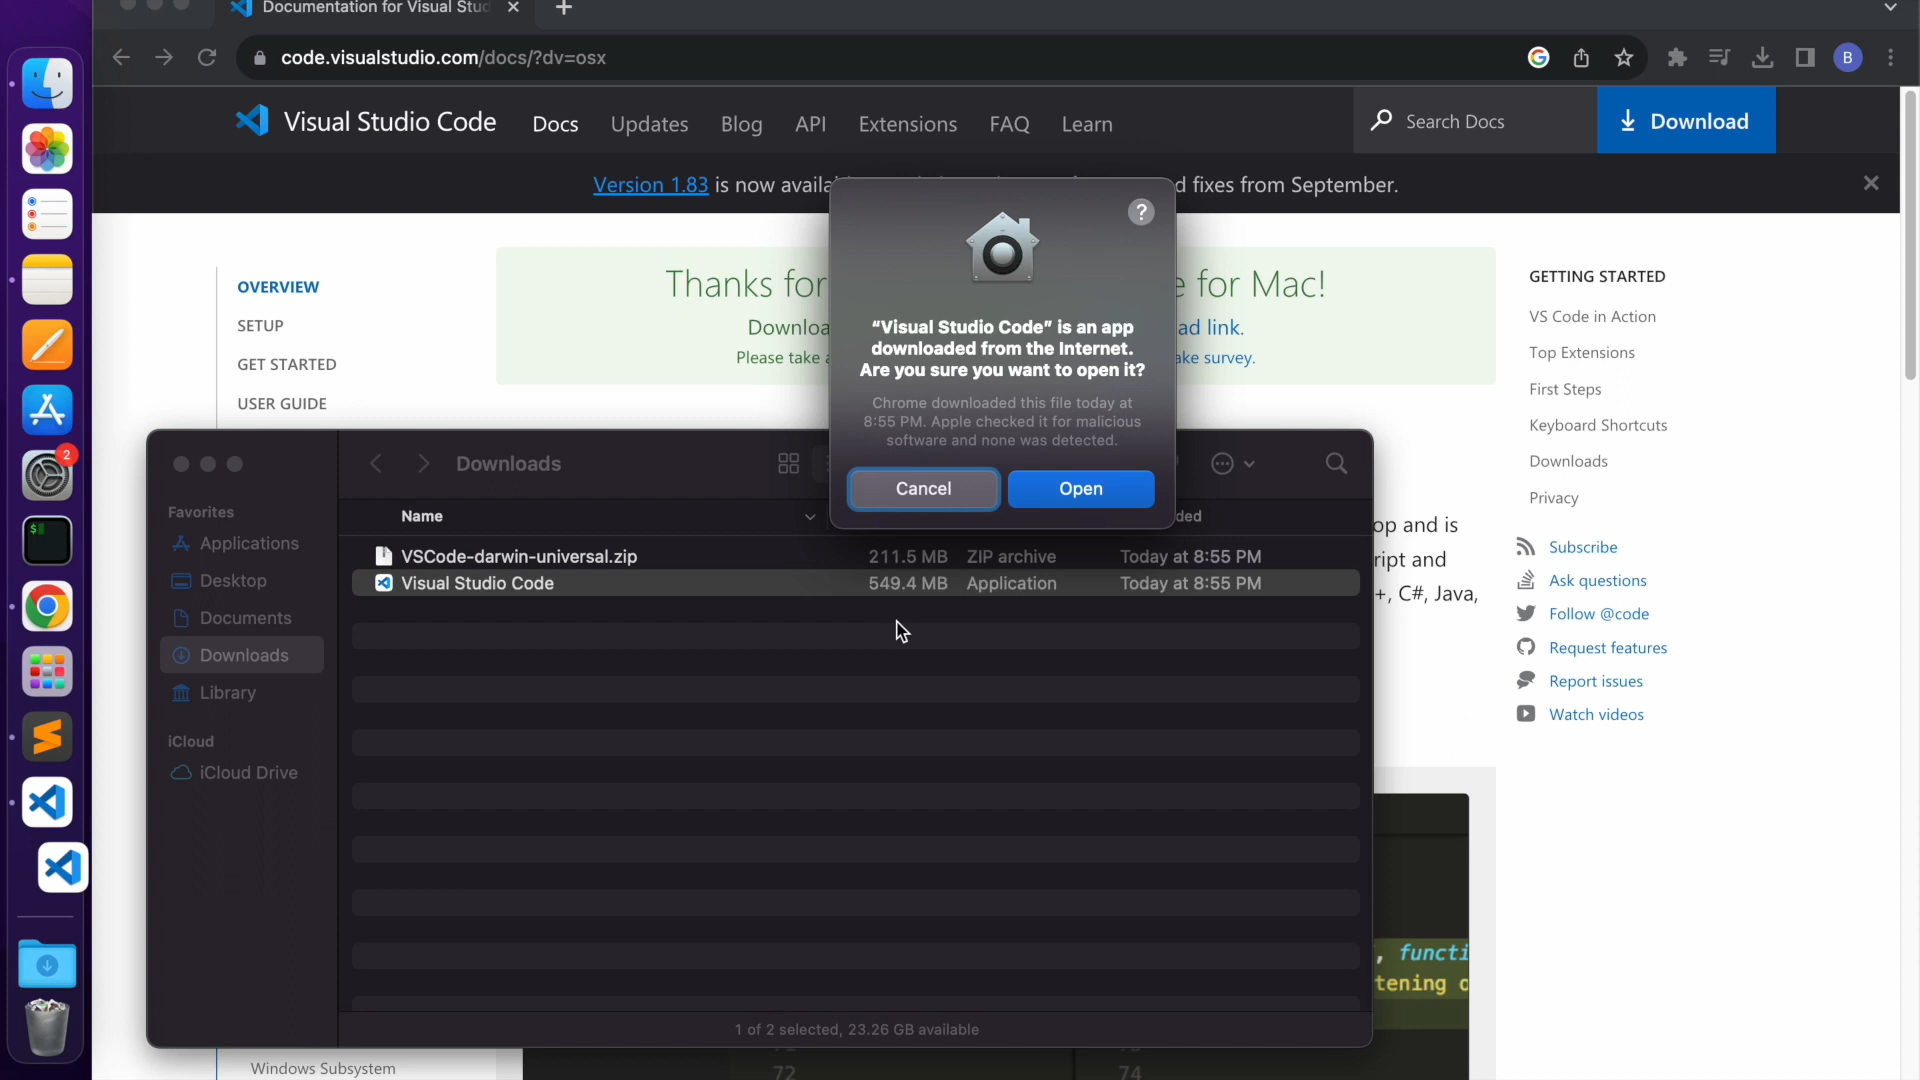 Documentation for Visual Stud
code.visualstudio.com/docs/?dv=osx
B
Visual Studio Code
Docs
Updates
Blog
API
Extensions
FAQ
Learn
Search Docs
Download
Version 1.83 is now availa
d fixes from September.
OVERVIEW
SETUP
GET STARTED
USER GUIDE
Thanks for
e for Mac!
Downloa
ad link.
Please take a
ake survey.
?
“Visual Studio Code” is an app
downloaded from the Internet.
Are you sure you want to open it?
Chrome downloaded this file today at
8:55 PM. Apple checked it for malicious
software and none was detected.
Cancel
Open
GETTING STARTED
VS Code in Action
Top Extensions
First Steps
Keyboard Shortcuts
Downloads
Privacy
Subscribe
Ask questions
Follow @code
Request features
Report issues
Watch videos
op and is
ript and
+, C#, Java,
2
$
Downloads
Favorites
Applications
Desktop
Documents
Downloads
Library
iCloud
iCloud Drive
Name
ded
VSCode-darwin-universal.zip 211.5 MB ZIP archive Today at 8:55 PM
Visual Studio Code 549.4 MB Application Today at 8:55 PM
1 of 2 selected, 23.26 GB available
, functi
tening o
Windows Subsystem
72
74